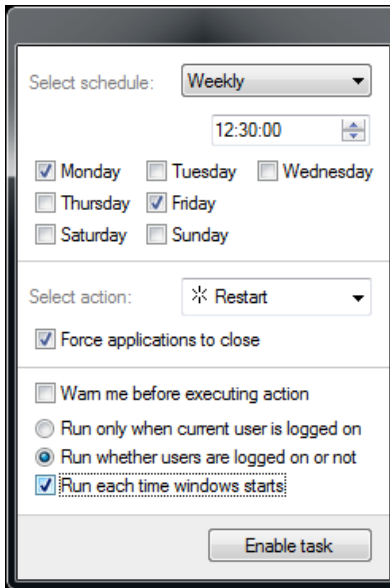 Select schedule: Weekly
12:30:00
Monday Tuesday Wednesday
Thursday Friday
Saturday Sunday
Select action: Restart
Force applications to close
Warn me before executing action
Run only when current user is logged on
Run whether users are logged on or not
Run each time windows starts
Enable task